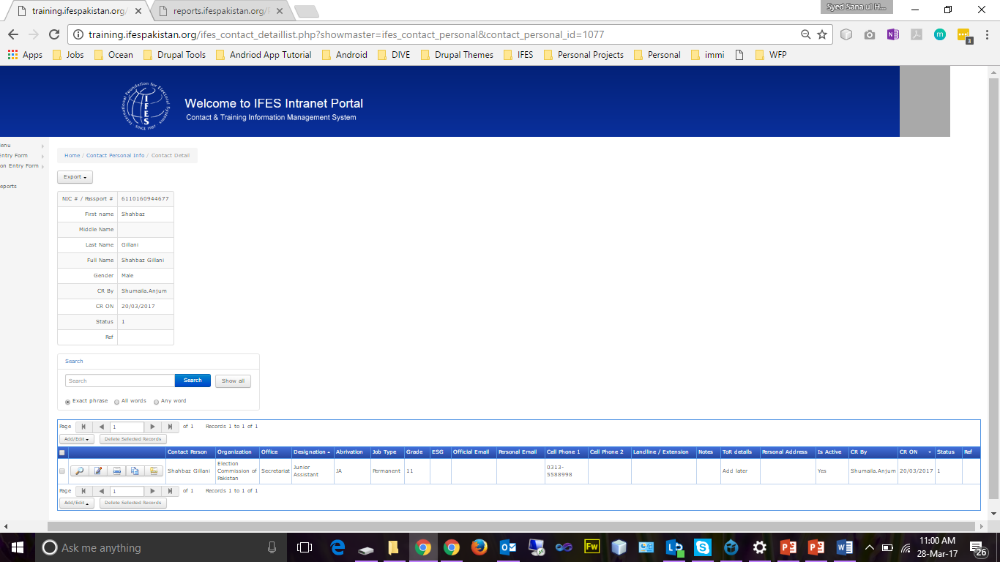 training.ifespakistan.org/
reports.ifespakistan.org/
Syed Sana ul H...
training.ifespakistan.org/ifes_contact_detaillist.php?showmaster=ifes_contact_personal&contact_personal_id=1077
Apps Jobs Ocean Drupal Tools Andriod App Tutorial Android DIVE Drupal Themes IFES Personal Projects Personal immi WFP
International Foundation for Electoral Systems
IFES
SINCE 1987
Welcome to IFES Intranet Portal
Contact & Training Information Management System
enu
Entry Form
on Entry Form
eports
Home / Contact Personal Info / Contact Detail
Export
NIC # / Passport # 6110160944677
First name Shahbaz
Middle Name
Last Name Gillani
Full Name Shahbaz Gillani
Gender Male
CR By Shumaila.Anjum
CR ON 20/03/2017
Status 1
Ref
Search
Search Search Show all
Exact phrase All words Any word
Page 1 of 1 Records 1 to 1 of 1
Add/Edit Delete Selected Records
Contact Person Organization Office Designation Abrivation Job Type Grade ESG Official Email Personal Email Cell Phone 1 Cell Phone 2 Landline / Extension Notes ToR details Personal Address Is Active CR By CR ON Status Ref
Shahbaz Gillani Election Commission of Pakistan Secretariat Junior Assistant JA Permanent 11 0313-5588998 Add later Yes Shumaila.Anjum 20/03/2017 1
Page 1 of 1 Records 1 to 1 of 1
Add/Edit Delete Selected Records
Ask me anything
Fw
11:00 AM
28-Mar-17
26